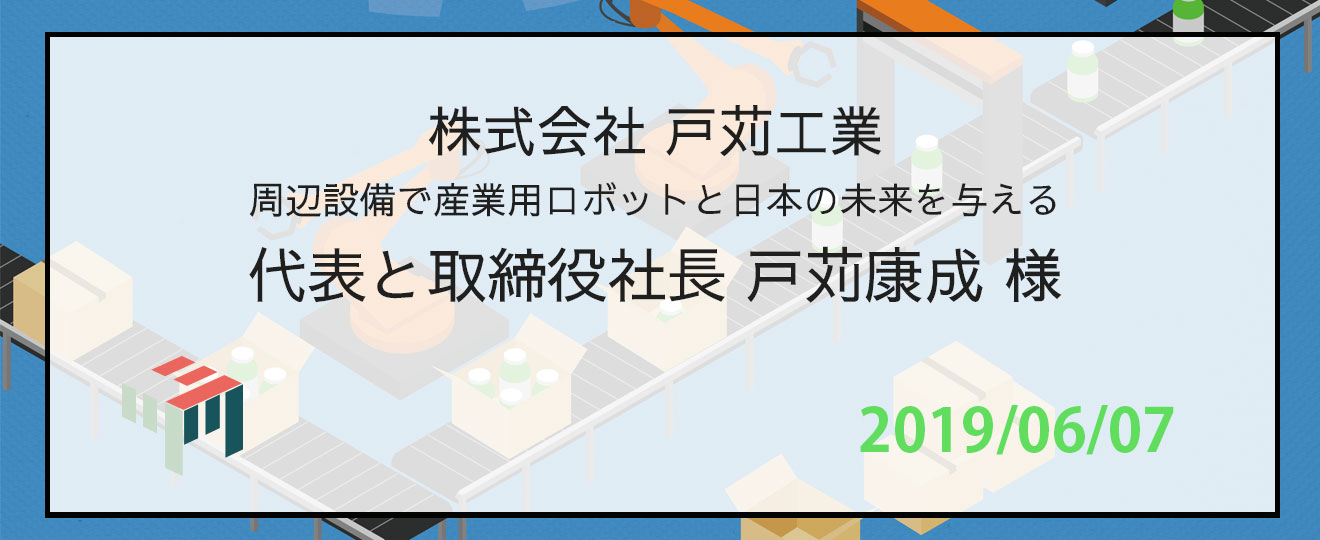 株式会社 戸苅工業
周辺設備で産業用ロボットと日本の未来を与える
代表と取締役社長 戸苅康成 様
2019/06/07